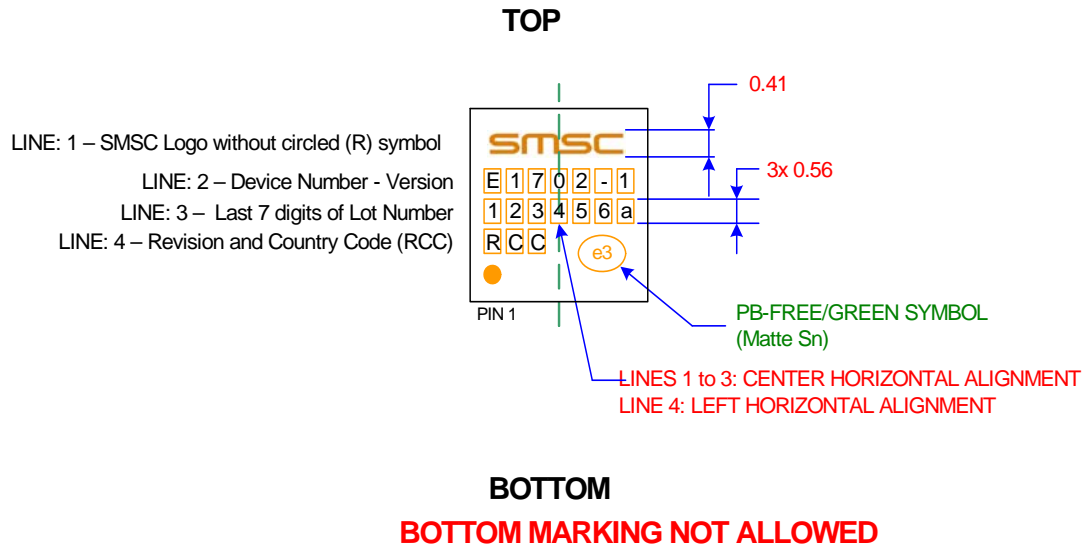 TOP
0.41
LINE: 1 – SMSC Logo without circled (R) symbol
SMSC
3x 0.56
LINE: 2 – Device Number - Version
E1702-1
LINE: 3 – Last 7 digits of Lot Number
123456a
LINE: 4 – Revision and Country Code (RCC)
RCC
e3
PIN 1
PB-FREE/GREEN SYMBOL
(Matte Sn)
LINES 1 to 3: CENTER HORIZONTAL ALIGNMENT
LINE 4: LEFT HORIZONTAL ALIGNMENT
BOTTOM
BOTTOM MARKING NOT ALLOWED